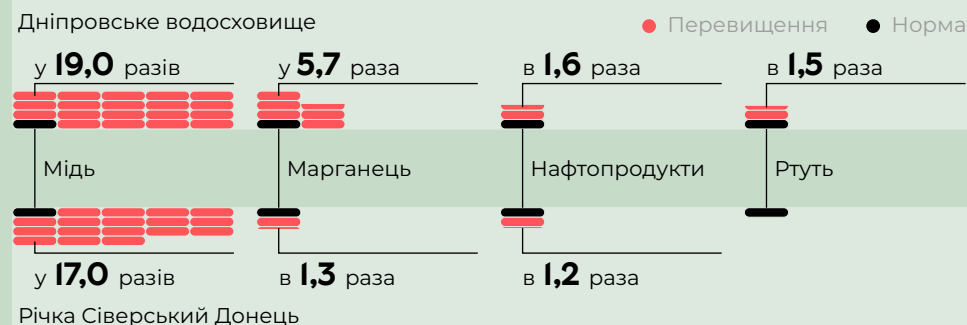 Дніпровське водосховище
Перевищення
Норма
у 19,0 разів
у 5,7 раза
в 1,6 раза
в 1,5 раза
Мідь
Марганець
Нафтопродукти
Ртуть
у 17,0 разів
в 1,3 раза
в 1,2 раза
Річка Сіверський Донець